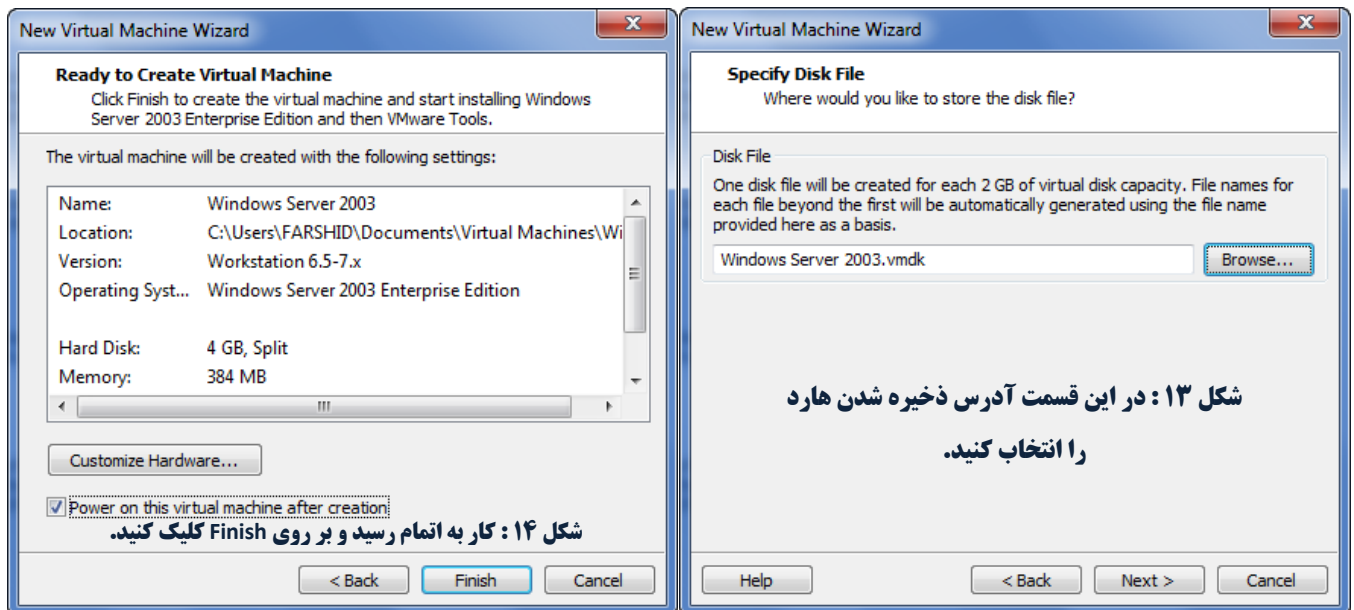 New Virtual Machine Wizard
Ready to Create Virtual Machine
Click Finish to create the virtual machine and start installing Windows
Server 2003 Enterprise Edition and then VMware Tools.
The virtual machine will be created with the following settings:
Name: Windows Server 2003
Location: C:\Users\FARSHID\Documents\Virtual Machines\Wi
Version: Workstation 6.5-7.x
Operating Syst... Windows Server 2003 Enterprise Edition
Hard Disk: 4 GB, Split
Memory: 384 MB
Customize Hardware...
Power on this virtual machine after creation
شکل ۱۴ : کار به اتمام رسید و بر روی Finish کلیک کنید.
< Back Finish Cancel
New Virtual Machine Wizard
Specify Disk File
Where would you like to store the disk file?
Disk File
One disk file will be created for each 2 GB of virtual disk capacity. File names for
each file beyond the first will be automatically generated using the file name
provided here as a basis.
Windows Server 2003.vmdk Browse...
شکل ۱۳ : در این قسمت آدرس ذخیره شدن هارد
را انتخاب کنید.
Help < Back Next > Cancel